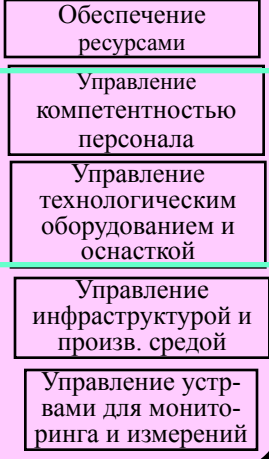 Обеспечение
ресурсами
Управление
компетентностью
персонала
Управление
технологическим
оборудованием и
оснасткой
Управление
инфраструктурой и
произв. средой
Управление устр-
вами для монито-
ринга и измерений